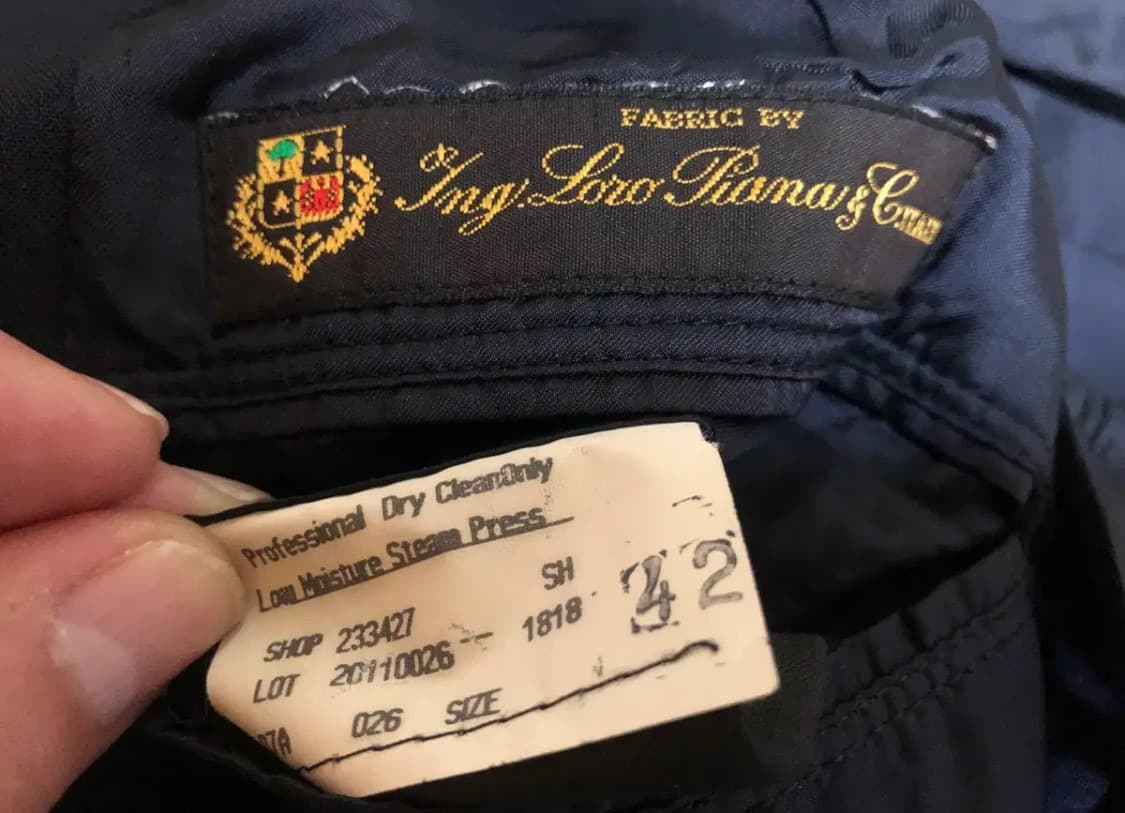 FABRIC BY
Ing. Loro Piana & C
Professional Dry Clean Only
Low Moisture Steam Press
SH
42
SHOP 233427
1818
LOT 20110026
026 SIZE